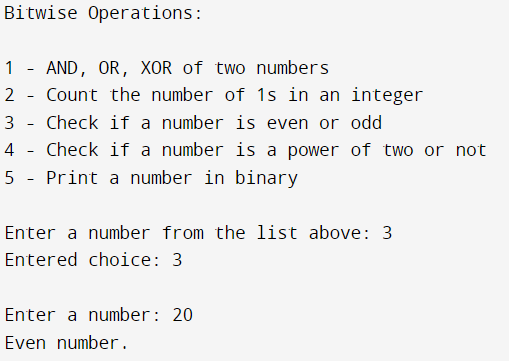 Bitwise Operations:
1 - AND, OR, XOR of two numbers
2 - Count the number of 1s in an integer
3 - Check if a number is even or odd
4 - Check if a number is a power of two or not
5 - Print a number in binary
Enter a number from the list above: 3
Entered choice: 3
Enter a number: 20
Even number.